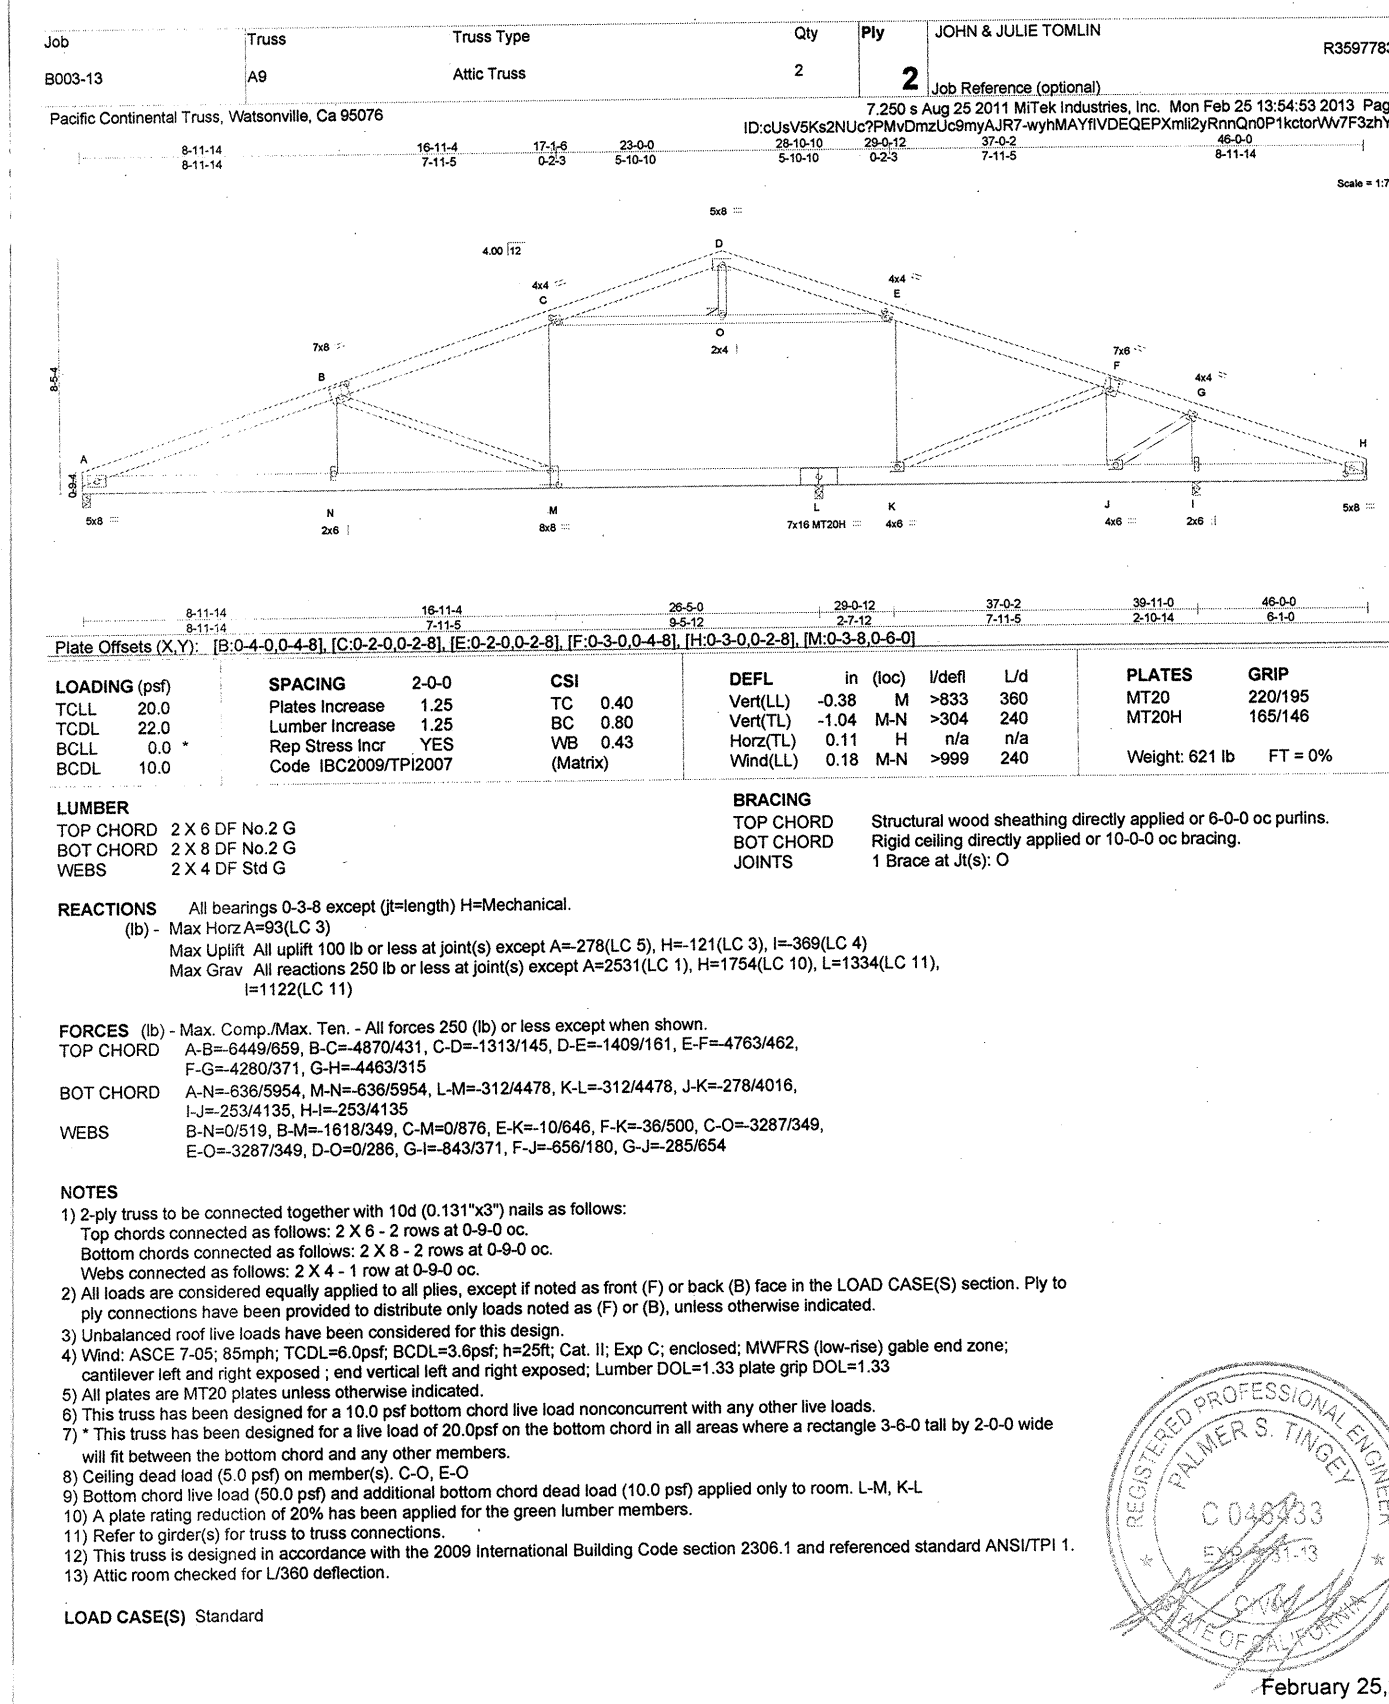 Job Truss Truss Type Qty Ply JOHN & JULIE TOMLIN
R3597783
B003-13 A9 Attic Truss 2 2
Job Reference (optional)
Pacific Continental Truss, Watsonville, Ca 95076 7.250 s Aug 25 2011 MiTek Industries, Inc. Mon Feb 25 13:54:53 2013 Pag
8-11-14 16-11-4 17-1-6 23-0-0 28-10-10 29-0-12 37-0-2 46-0-0
8-11-14 7-11-5 0-2-3 5-10-10 5-10-10 0-2-3 7-11-5 8-11-14
Scale = 1:7
5x8
D
4.00 12
4x4
C
4x4
E
O
2x4
7x8
B
7x6
F
4x4
G
8-5-4
A
H
0-9-4
N M L K J I
5x8 2x6 8x8 7x16 MT20H 4x6 4x6 2x6 5x8
8-11-14 16-11-4 26-5-0 29-0-12 37-0-2 39-11-0 46-0-0
8-11-14 7-11-5 9-5-12 2-7-12 7-11-5 2-10-14 6-1-0
Plate Offsets (X,Y): [B:0-4-0,0-4-8], [C:0-2-0,0-2-8], [E:0-2-0,0-2-8], [F:0-3-0,0-4-8], [H:0-3-0,0-2-8], [M:0-3-8,0-6-0]
LOADING (psf)
TCLL 20.0
TCDL 22.0
BCLL 0.0 *
BCDL 10.0
SPACING 2-0-0
Plates Increase 1.25
Lumber Increase 1.25
Rep Stress Incr YES
Code IBC2009/TPI2007
CSI
TC 0.40
BC 0.80
WB 0.43
(Matrix)
DEFL in (loc) l/defl L/d
Vert(LL) -0.38 M >833 360
Vert(TL) -1.04 M-N >304 240
Horz(TL) 0.11 H n/a n/a
Wind(LL) 0.18 M-N >999 240
PLATES GRIP
MT20 220/195
MT20H 165/146
Weight: 621 lb FT = 0%
LUMBER
TOP CHORD 2 X 6 DF No.2 G
BOT CHORD 2 X 8 DF No.2 G
WEBS 2 X 4 DF Std G
BRACING
TOP CHORD Structural wood sheathing directly applied or 6-0-0 oc purlins.
BOT CHORD Rigid ceiling directly applied or 10-0-0 oc bracing.
JOINTS 1 Brace at Jt(s): O
REACTIONS All bearings 0-3-8 except (jt=length) H=Mechanical.
(lb) - Max Horz A=93(LC 3)
Max Uplift All uplift 100 lb or less at joint(s) except A=-278(LC 5), H=-121(LC 3), I=-369(LC 4)
Max Grav All reactions 250 lb or less at joint(s) except A=2531(LC 1), H=1754(LC 10), L=1334(LC 11),
I=1122(LC 11)
FORCES (lb) - Max. Comp./Max. Ten. - All forces 250 (lb) or less except when shown.
TOP CHORD A-B=-6449/659, B-C=-4870/431, C-D=-1313/145, D-E=-1409/161, E-F=-4763/462,
F-G=-4280/371, G-H=-4463/315
BOT CHORD A-N=-636/5954, M-N=-636/5954, L-M=-312/4478, K-L=-312/4478, J-K=-278/4016,
I-J=-253/4135, H-I=-253/4135
WEBS B-N=0/519, B-M=-1618/349, C-M=0/876, E-K=-10/646, F-K=-36/500, C-O=-3287/349,
E-O=-3287/349, D-O=0/286, G-I=-843/371, F-J=-656/180, G-J=-285/654
NOTES
1) 2-ply truss to be connected together with 10d (0.131"x3") nails as follows:
Top chords connected as follows: 2 X 6 - 2 rows at 0-9-0 oc.
Bottom chords connected as follows: 2 X 8 - 2 rows at 0-9-0 oc.
Webs connected as follows: 2 X 4 - 1 row at 0-9-0 oc.
2) All loads are considered equally applied to all plies, except if noted as front (F) or back (B) face in the LOAD CASE(S) section. Ply to
ply connections have been provided to distribute only loads noted as (F) or (B), unless otherwise indicated.
3) Unbalanced roof live loads have been considered for this design.
4) Wind: ASCE 7-05; 85mph; TCDL=6.0psf; BCDL=3.6psf; h=25ft; Cat. II; Exp C; enclosed; MWFRS (low-rise) gable end zone;
cantilever left and right exposed ; end vertical left and right exposed; Lumber DOL=1.33 plate grip DOL=1.33
5) All plates are MT20 plates unless otherwise indicated.
6) This truss has been designed for a 10.0 psf bottom chord live load nonconcurrent with any other live loads.
7) * This truss has been designed for a live load of 20.0psf on the bottom chord in all areas where a rectangle 3-6-0 tall by 2-0-0 wide
will fit between the bottom chord and any other members.
8) Ceiling dead load (5.0 psf) on member(s). C-O, E-O
9) Bottom chord live load (50.0 psf) and additional bottom chord dead load (10.0 psf) applied only to room. L-M, K-L
10) A plate rating reduction of 20% has been applied for the green lumber members.
11) Refer to girder(s) for truss to truss connections.
12) This truss is designed in accordance with the 2009 International Building Code section 2306.1 and referenced standard ANSI/TPI 1.
13) Attic room checked for L/360 deflection.
LOAD CASE(S) Standard
REGISTERED PROFESSIONAL ENGINEER
PALMER S. TINGEY
CIVIL
STATE OF CALIFORNIA
February 25,